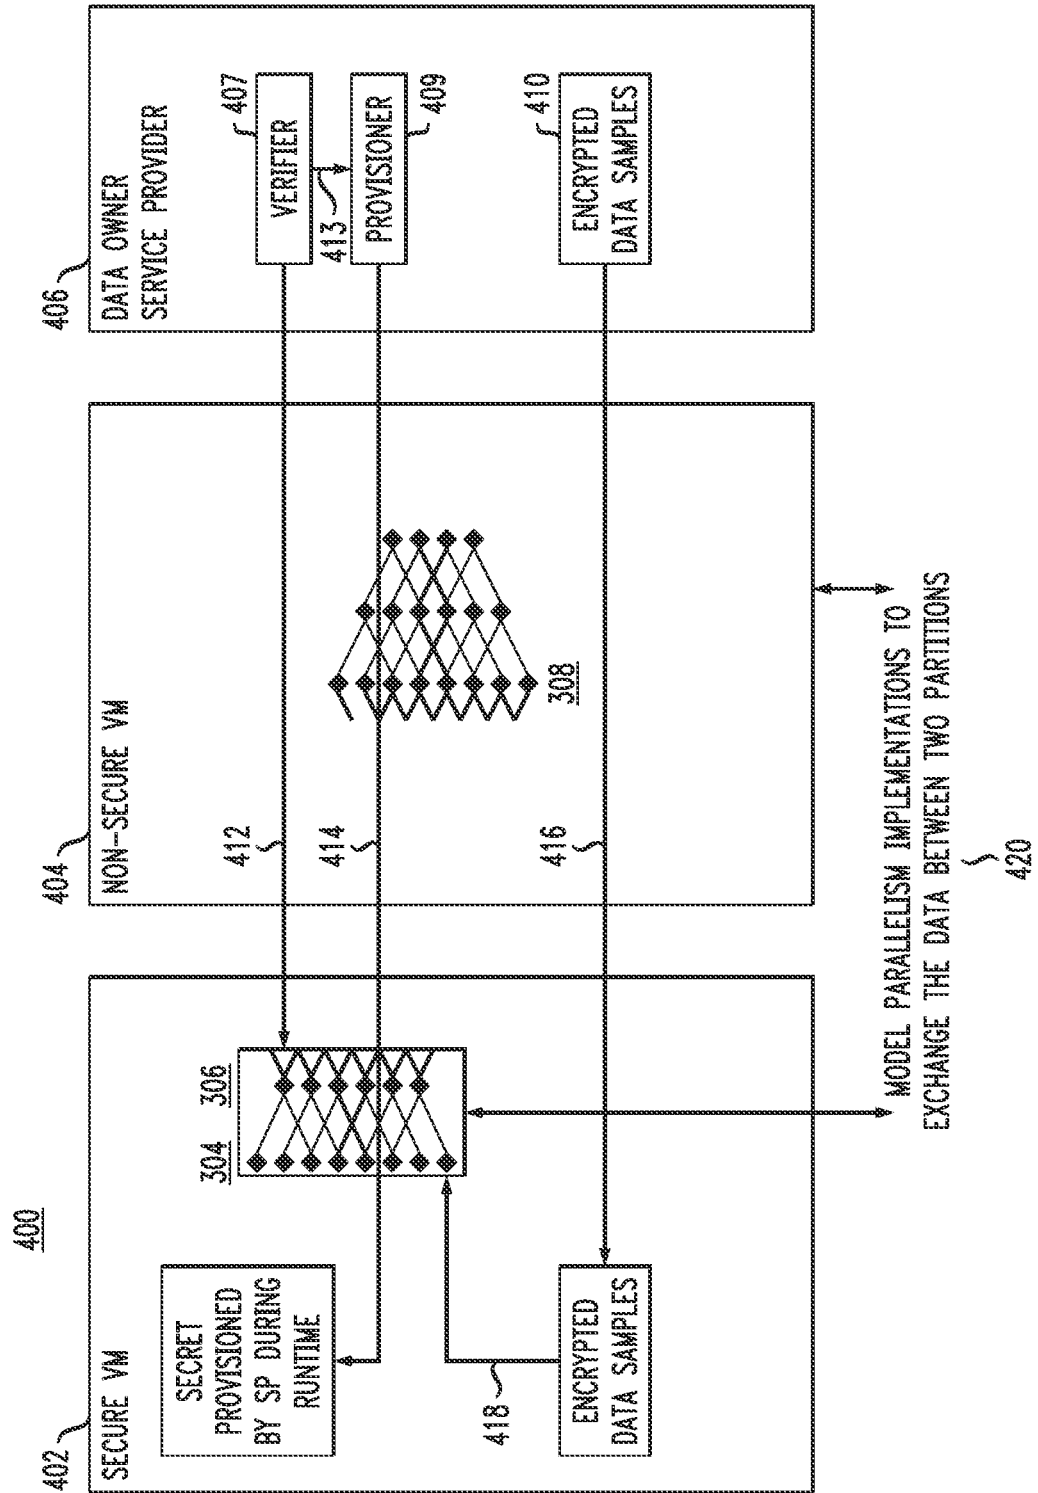 400
402
SECURE VM
SECRET
PROVISIONED
BY SP DURING
RUNTIME
304
306
418
ENCRYPTED
DATA SAMPLES
404
NON-SECURE VM
412
414
416
308
406
DATA OWNER
SERVICE PROVIDER
407
VERIFIER
413
PROVISIONER
409
410
ENCRYPTED
DATA SAMPLES
MODEL PARALLELISM IMPLEMENTATIONS TO
EXCHANGE THE DATA BETWEEN TWO PARTITIONS
420